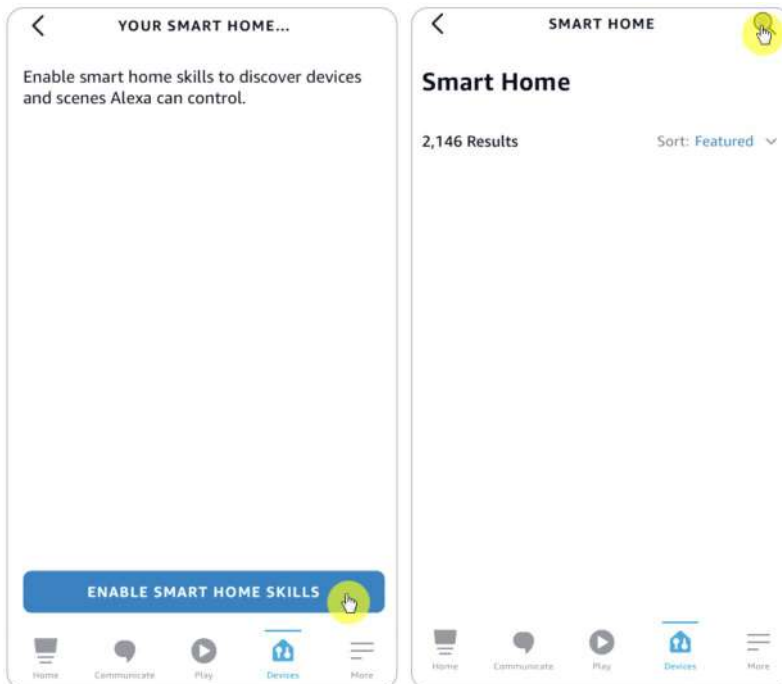 YOUR SMART HOME...
Enable smart home skills to discover devices
and scenes Alexa can control.
ENABLE SMART HOME SKILLS
Home Communicate Play Devices More
SMART HOME
Smart Home
2,146 Results Sort: Featured
Home Communicate Play Devices More